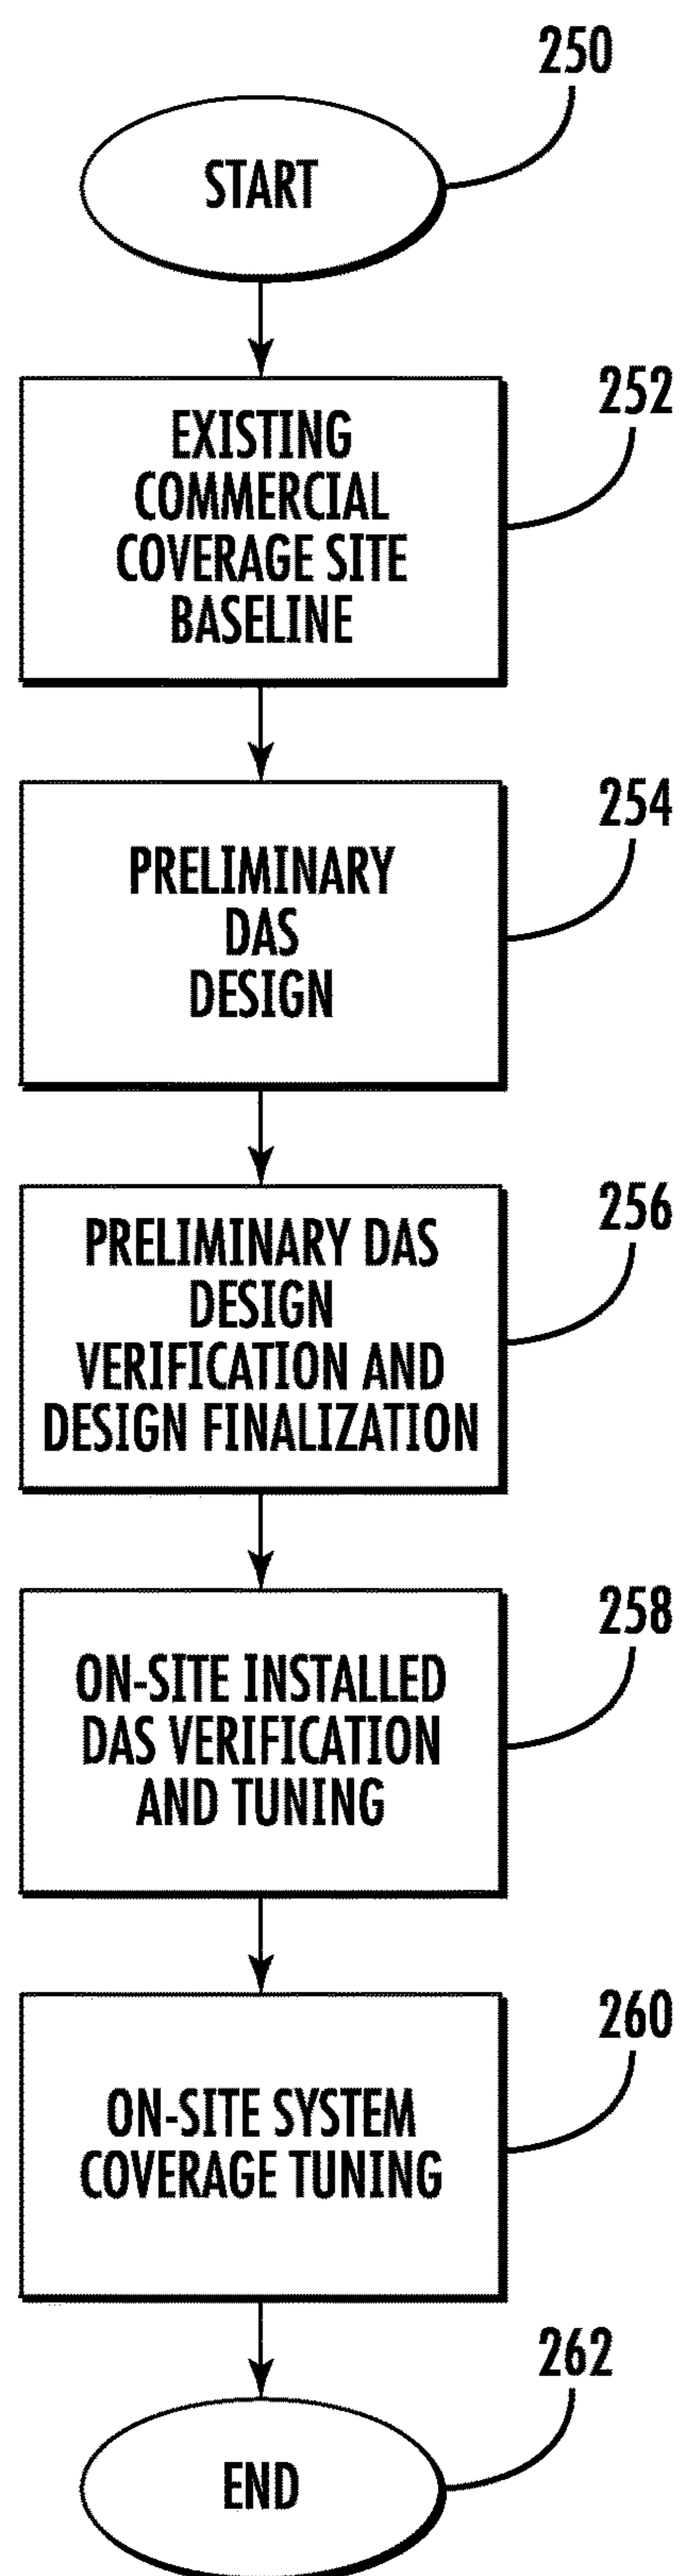 250
START
252
EXISTING
COMMERCIAL
COVERAGE SITE
BASELINE
254
PRELIMINARY
DAS
DESIGN
256
PRELIMINARY DAS
DESIGN
VERIFICATION AND
DESIGN FINALIZATION
258
ON-SITE INSTALLED
DAS VERIFICATION
AND TUNING
260
ON-SITE SYSTEM
COVERAGE TUNING
262
END